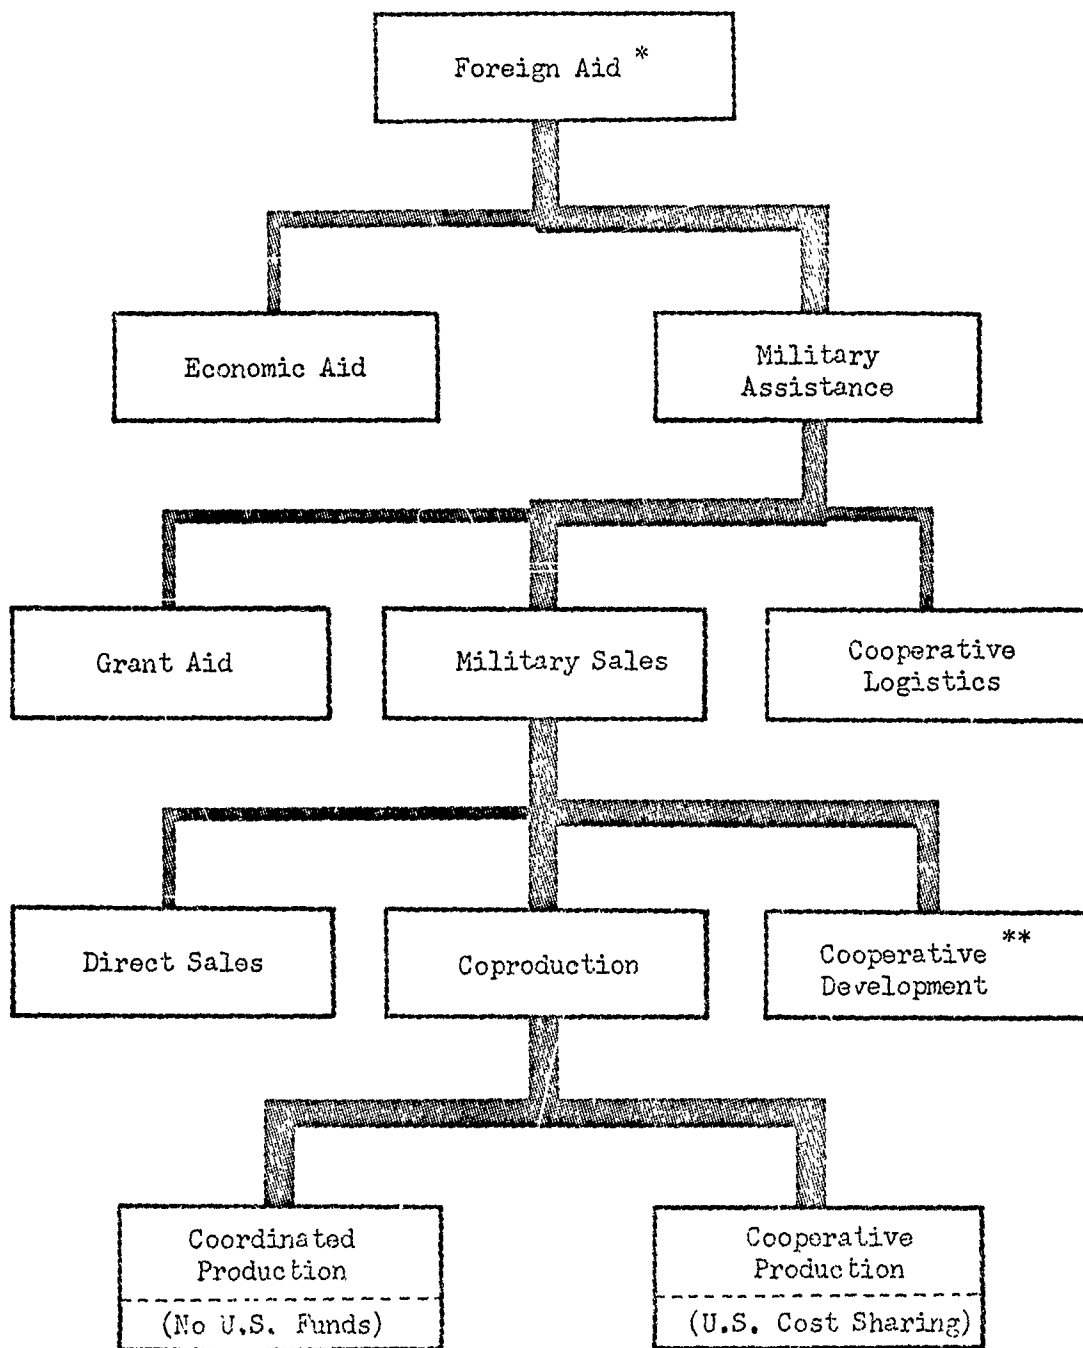 Foreign Aid *
Economic Aid
Military
Assistance
Grant Aid
Military Sales
Cooperative
Logistics
Direct Sales
Coproduction
Cooperative **
Development
Coordinated
Production
(No U.S. Funds)
Cooperative
Production
(U.S. Cost Sharing)